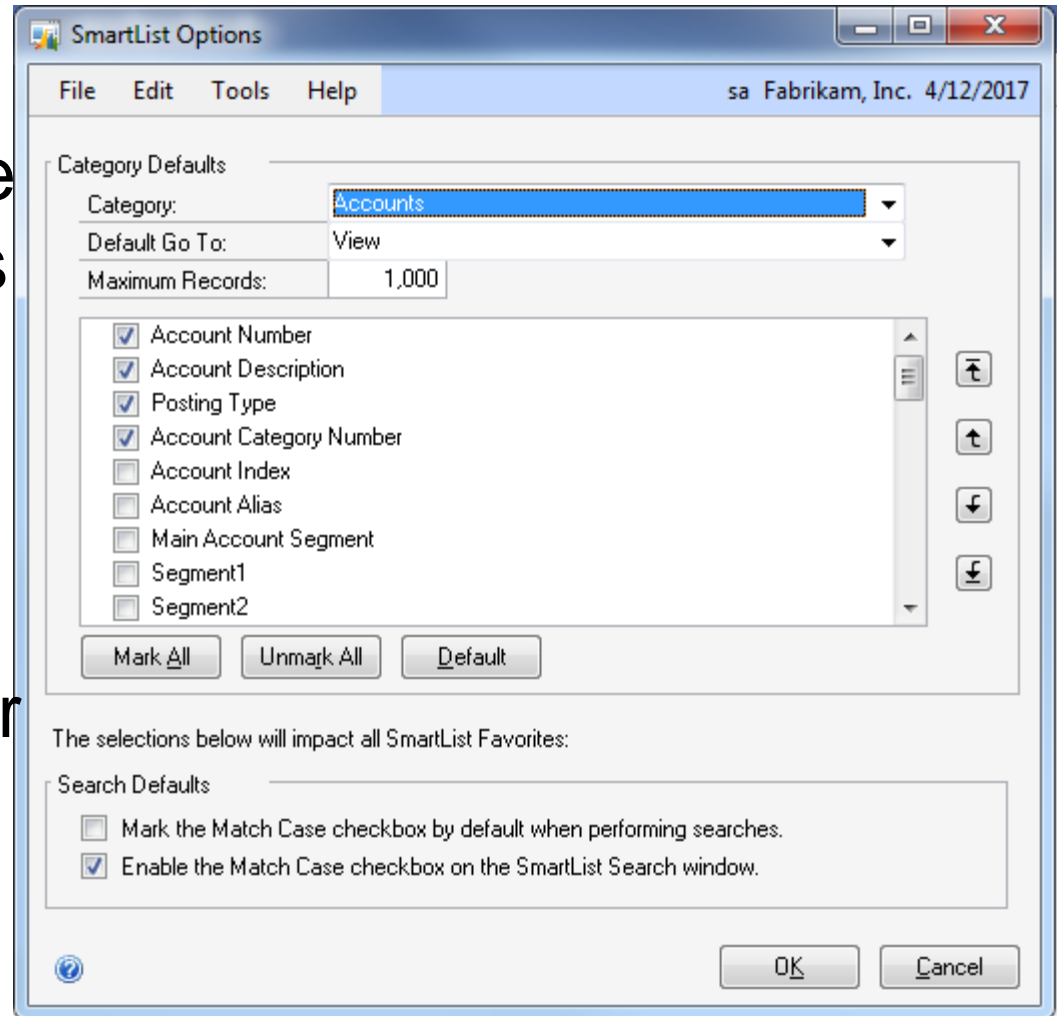 SmartList Options
File Edit Tools Help sa Fabrikam, Inc. 4/12/2017
Category Defaults
Category: Accounts
Default Go To: View
Maximum Records: 1,000
Account Number
Account Description
Posting Type
Account Category Number
Account Index
Account Alias
Main Account Segment
Segment1
Segment2
Mark All Unmark All Default
The selections below will impact all SmartList Favorites:
Search Defaults
Mark the Match Case checkbox by default when performing searches.
Enable the Match Case checkbox on the SmartList Search window.
OK Cancel